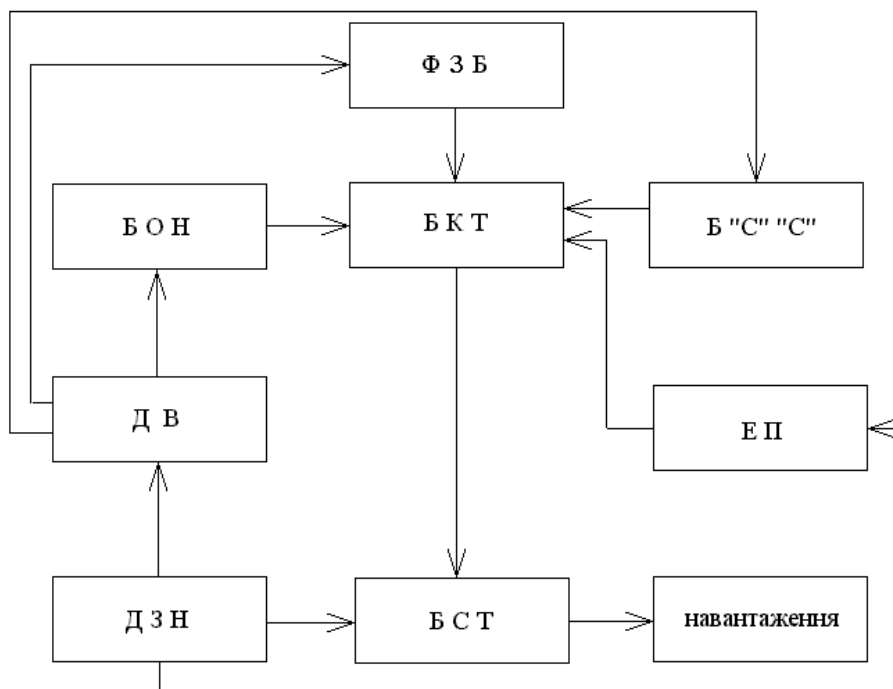 Ф З Б
Б О Н
Б К Т
Б "С" "С"
Д В
Е П
Д З Н
Б С Т
навантаження